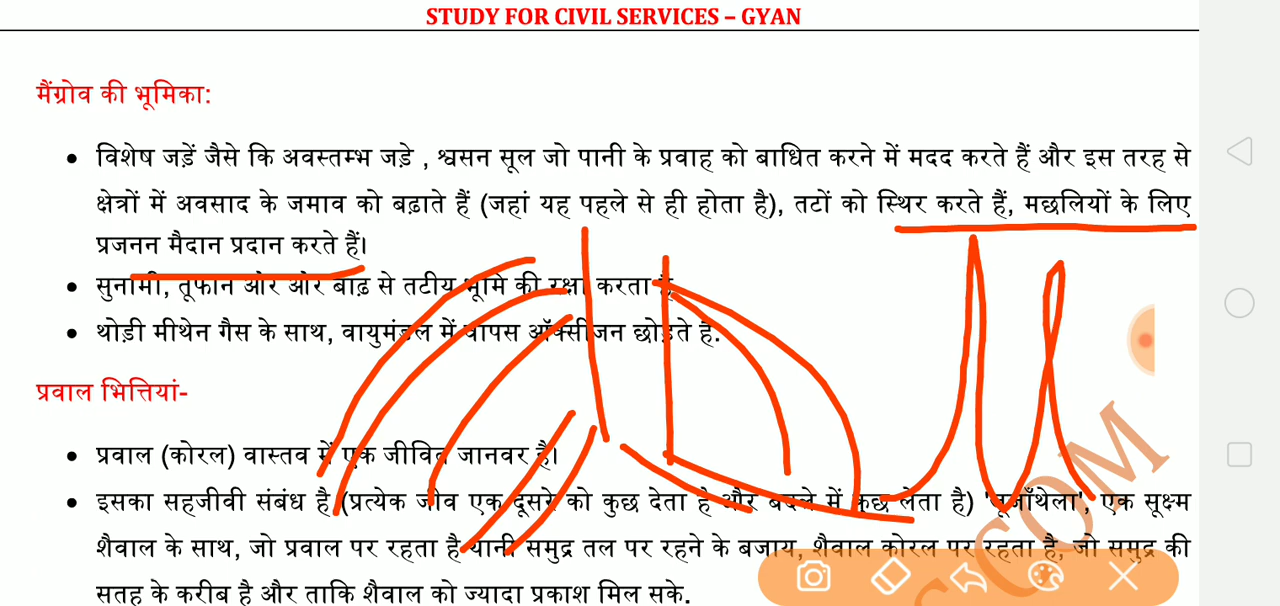 STUDY FOR CIVIL SERVICES – GYAN
मैंग्रोव की भूमिका:
• विशेष जड़ें जैसे कि अवस्तम्भ जड़े , श्वसन सूल जो पानी के प्रवाह को बाधित करने में मदद करते हैं और इस तरह से
क्षेत्रों में अवसाद के जमाव को बढ़ाते हैं (जहां यह पहले से ही होता है), तटों को स्थिर करते हैं, मछलियों के लिए
प्रजनन मैदान प्रदान करते हैं।
• सुनामी, तूफान और और बाढ़ से तटीय भूमि की रक्षा करता है
• थोड़ी मीथेन गैस के साथ, वायुमंडल में वापस ऑक्सीजन छोड़ते है.
प्रवाल भित्तियां-
• प्रवाल (कोरल) वास्तव में एक जीवित जानवर है।
• इसका सहजीवी संबंध है (प्रत्येक जीव एक दूसरे को कुछ देता है और बदले में कुछ लेता है) 'जूजाँथेला', एक सूक्ष्म
शैवाल के साथ, जो प्रवाल पर रहता है यानी समुद्र तल पर रहने के बजाय, शैवाल कोरल पर रहता है, जो समुद्र की
सतह के करीब है और ताकि शैवाल को ज्यादा प्रकाश मिल सके.
.COM